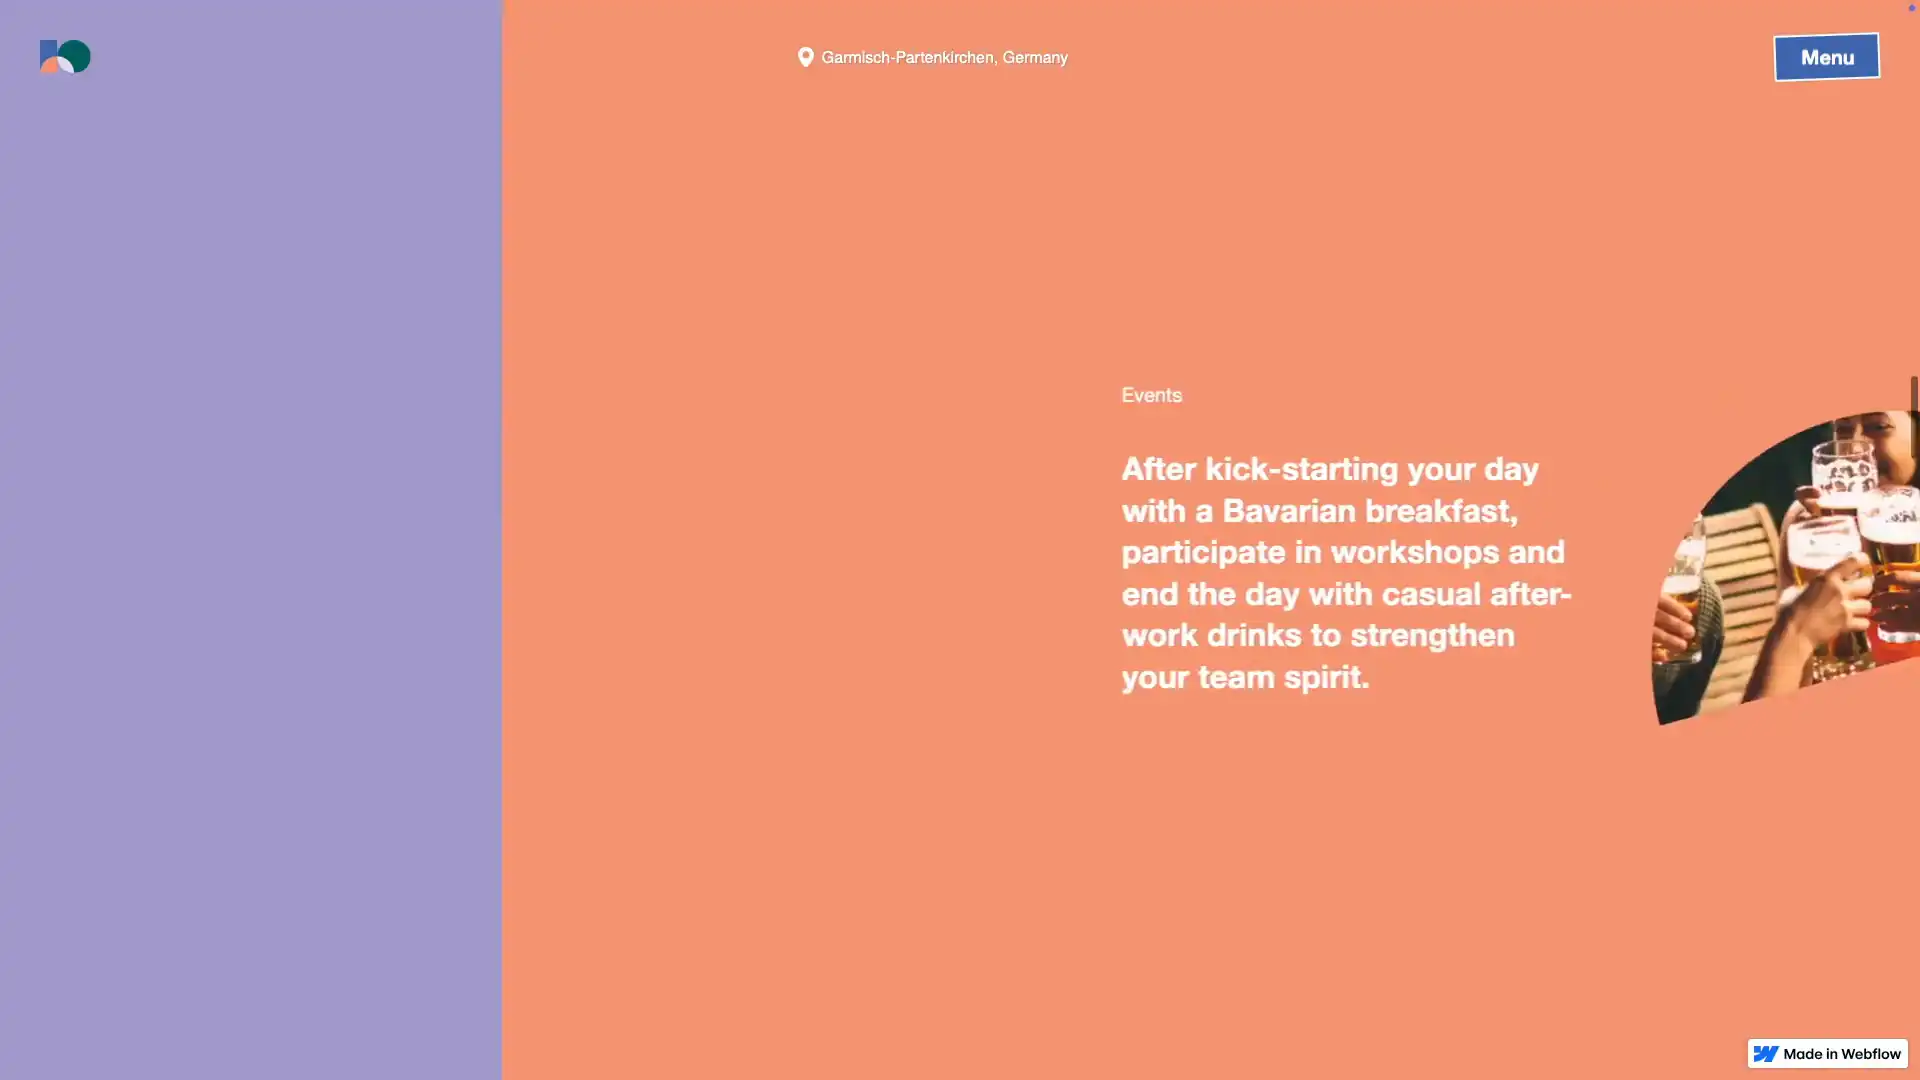 Garmisch-Partenkirchen, Germany
Menu
Events
After kick-starting your day
with a Bavarian breakfast,
participate in workshops and
end the day with casual after-
work drinks to strengthen
your team spirit.
Made in Webflow